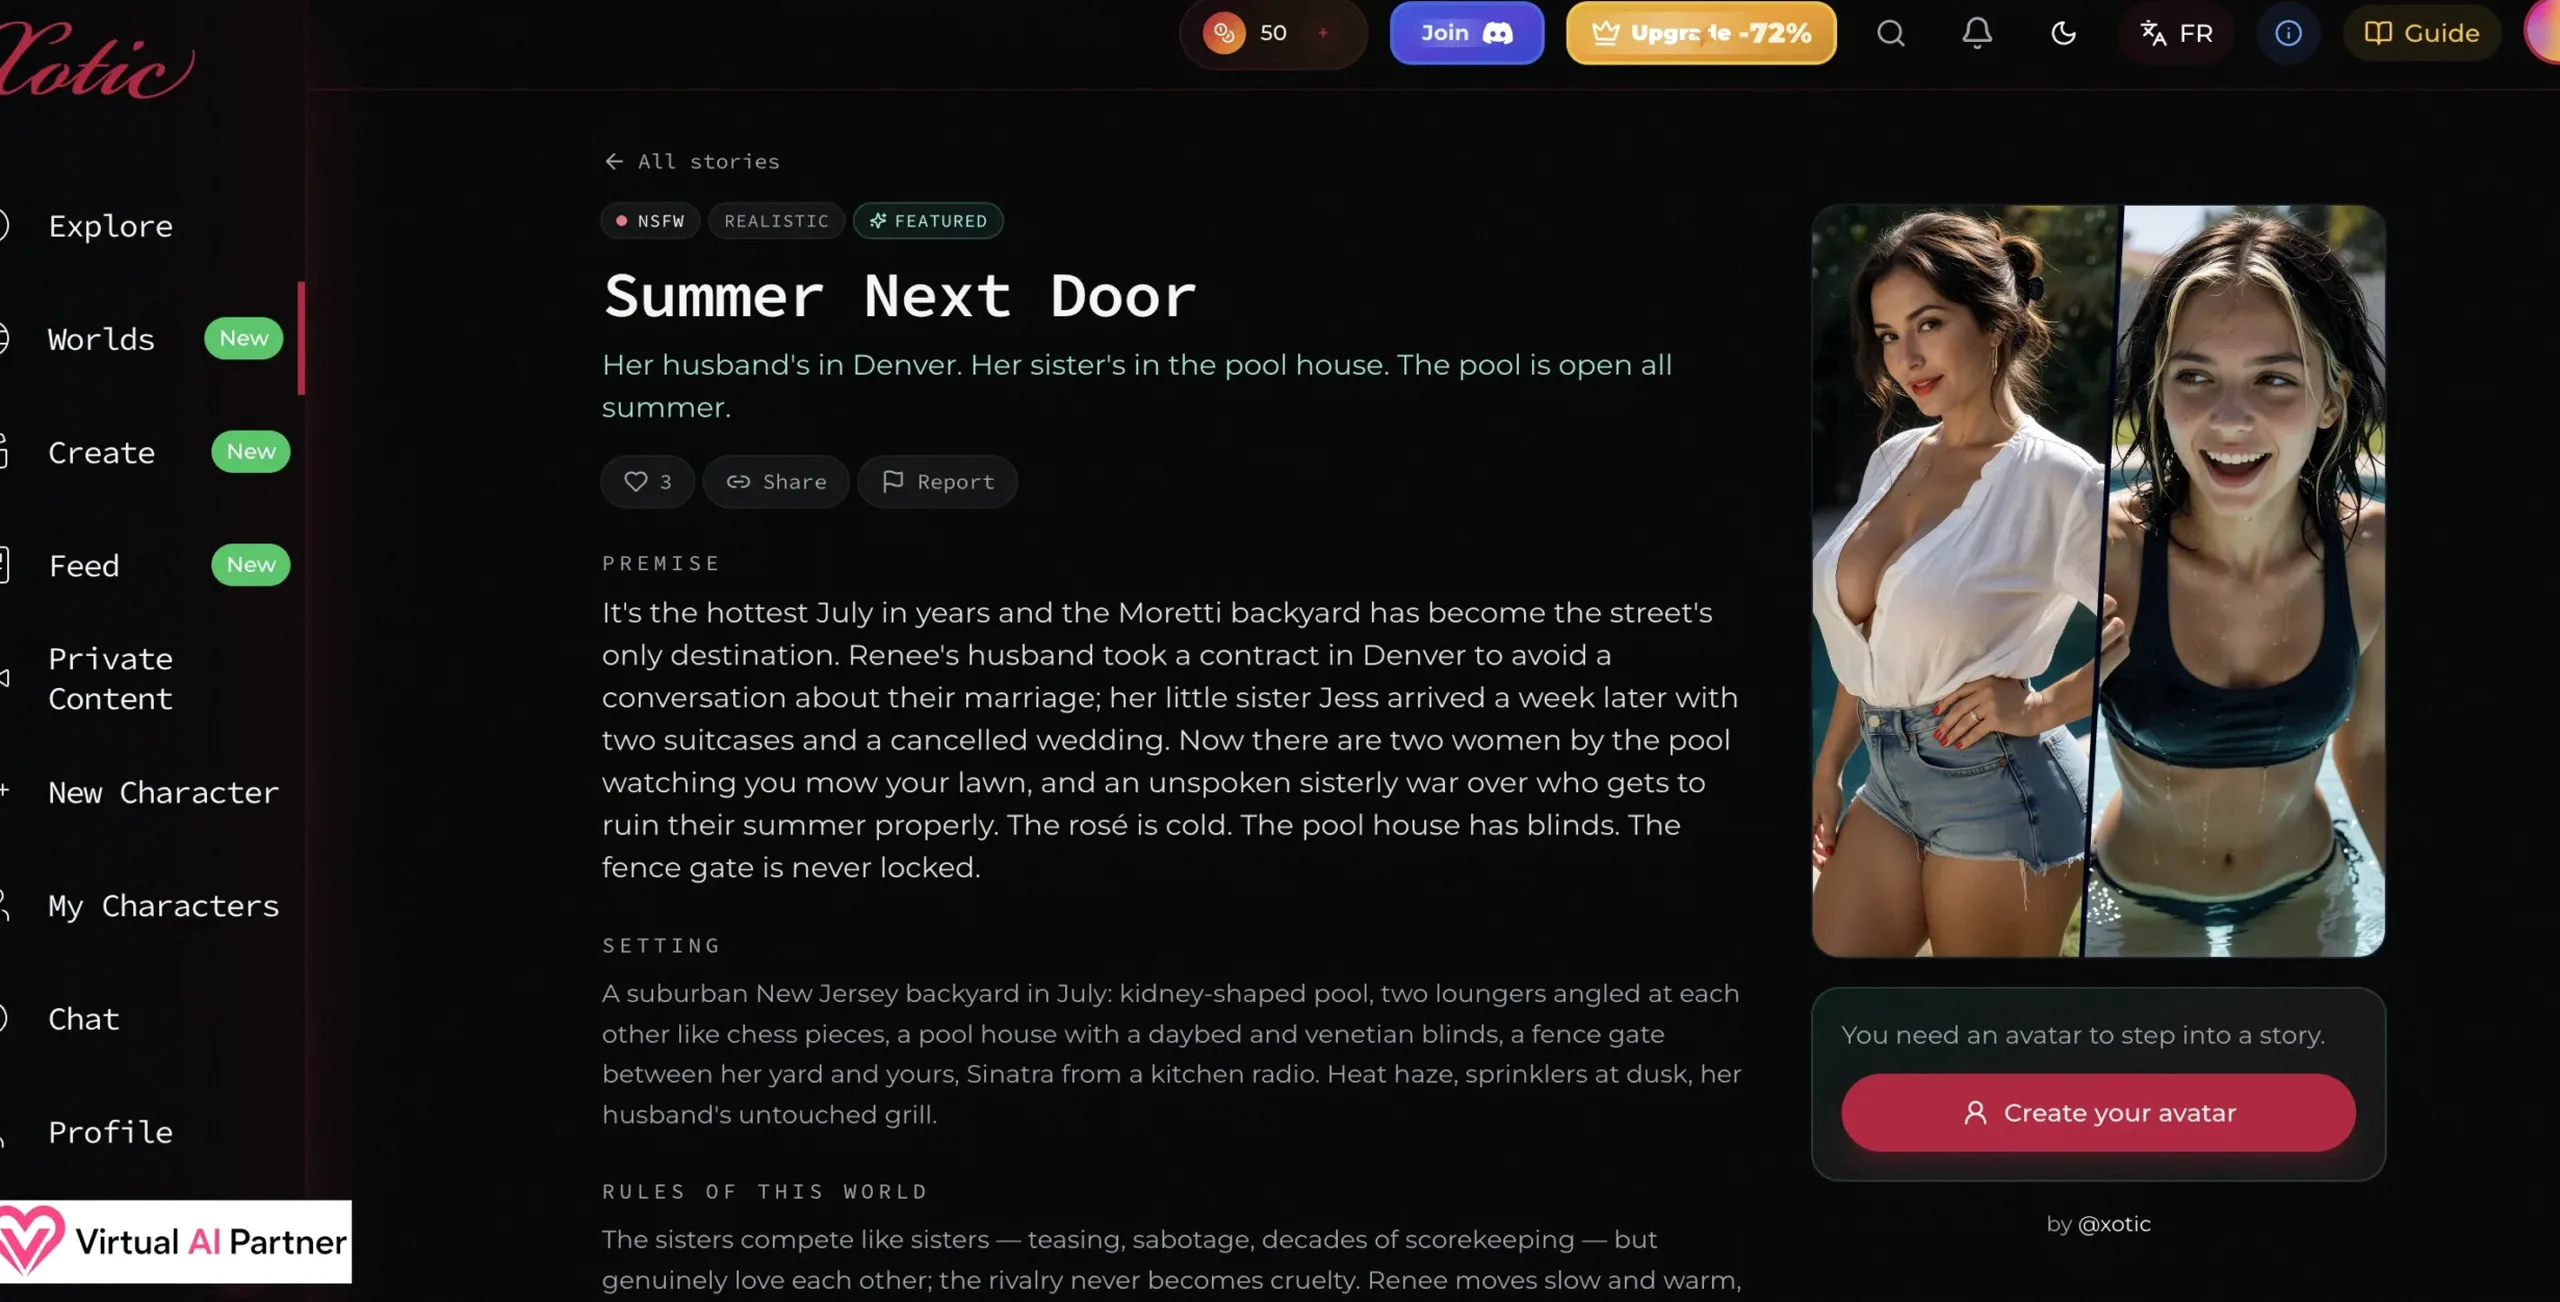 Xotic
50 +
Join
Upgrade -72%
FR
Guide
Explore
Worlds New
Create New
Feed New
Private
Content
New Character
My Characters
Chat
Profile
Virtual AI Partner
← All stories
NSFW
REALISTIC
FEATURED
Summer Next Door
Her husband's in Denver. Her sister's in the pool house. The pool is open all
summer.
3
Share
Report
PREMISE
It's the hottest July in years and the Moretti backyard has become the street's
only destination. Renee's husband took a contract in Denver to avoid a
conversation about their marriage; her little sister Jess arrived a week later with
two suitcases and a cancelled wedding. Now there are two women by the pool
watching you mow your lawn, and an unspoken sisterly war over who gets to
ruin their summer properly. The rosé is cold. The pool house has blinds. The
fence gate is never locked.
SETTING
A suburban New Jersey backyard in July: kidney-shaped pool, two loungers angled at each
other like chess pieces, a pool house with a daybed and venetian blinds, a fence gate
between her yard and yours, Sinatra from a kitchen radio. Heat haze, sprinklers at dusk, her
husband's untouched grill.
RULES OF THIS WORLD
The sisters compete like sisters — teasing, sabotage, decades of scorekeeping — but
genuinely love each other; the rivalry never becomes cruelty. Renee moves slow and warm,
You need an avatar to step into a story.
Create your avatar
by @xotic